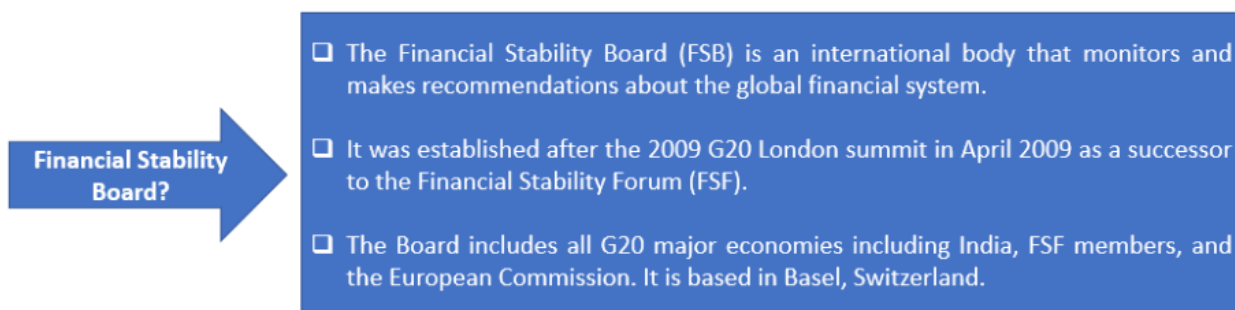 Financial Stability
Board?
❑ The Financial Stability Board (FSB) is an international body that monitors and
makes recommendations about the global financial system.
❑ It was established after the 2009 G20 London summit in April 2009 as a successor
to the Financial Stability Forum (FSF).
❑ The Board includes all G20 major economies including India, FSF members, and
the European Commission. It is based in Basel, Switzerland.